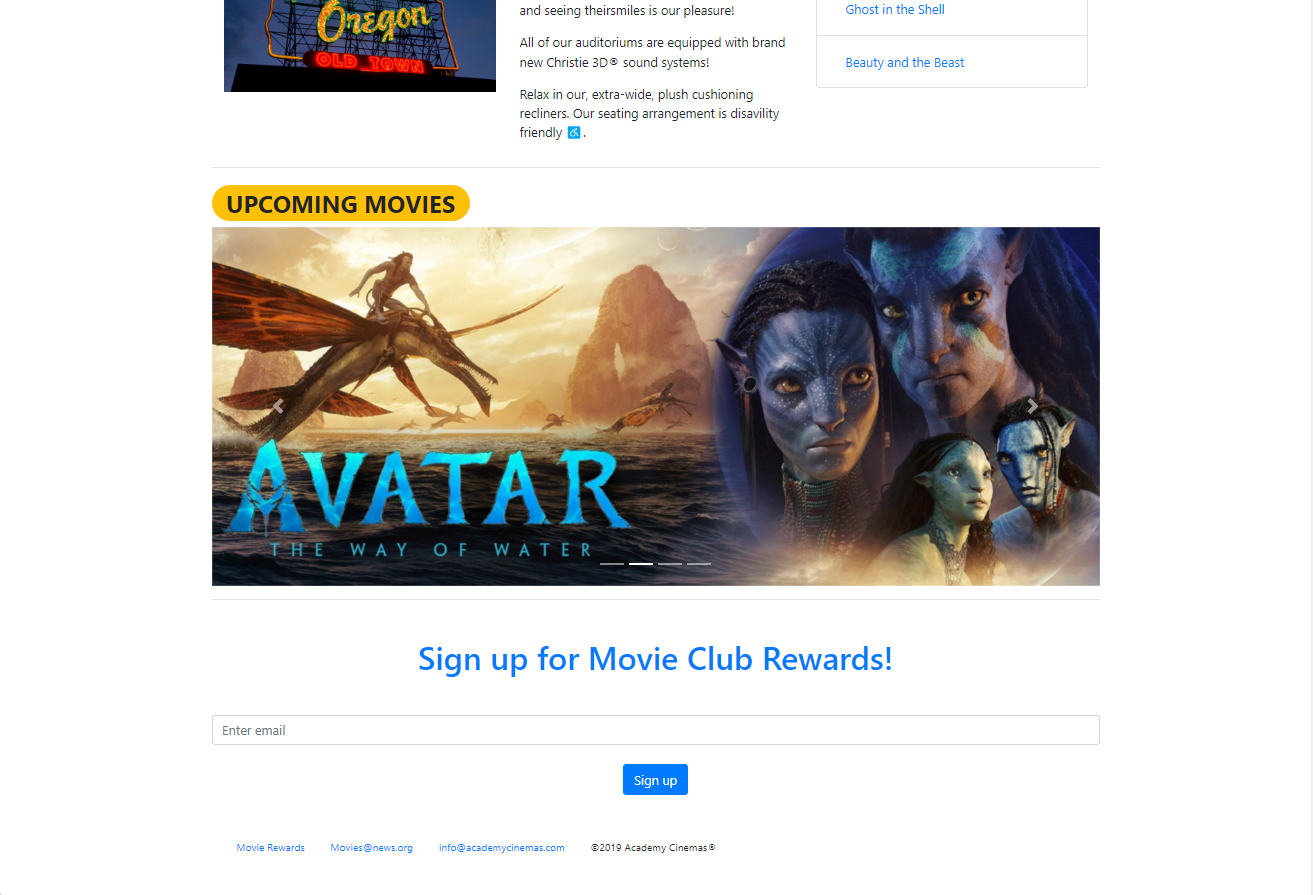 Oregon
OLD TOWN
and seeing theirsmiles is our pleasure!
All of our auditoriums are equipped with brand
new Christie 3D® sound systems!
Relax in our, extra-wide, plush cushioning
recliners. Our seating arrangement is disavility
friendly ♿.
Ghost in the Shell
Beauty and the Beast
UPCOMING MOVIES
AVATAR
THE WAY OF WATER
Sign up for Movie Club Rewards!
Enter email
Sign up
Movie Rewards Movies@news.org info@academycinemas.com ©2019 Academy Cinemas®